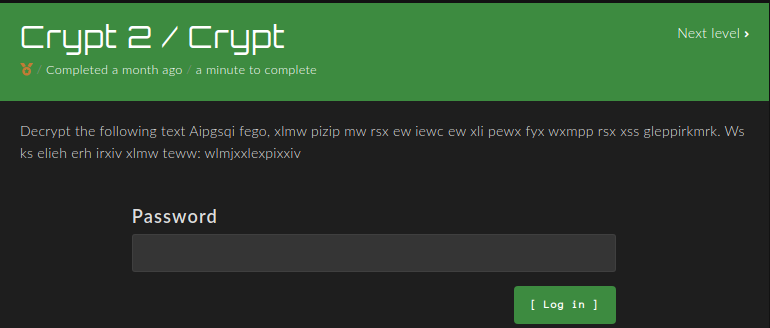 Crypt 2 / Crypt
Next level ›
/ Completed a month ago / a minute to complete
Decrypt the following text Aipgsqi fego, xlmw pizip mw rsx ew iewc ew xli pewx fyx wxmpp rsx xss gleppirkmrk. Ws
ks elieh erh irxiv xlmw teww: wlmjxxlexpixxiv
Password
[ Log in ]